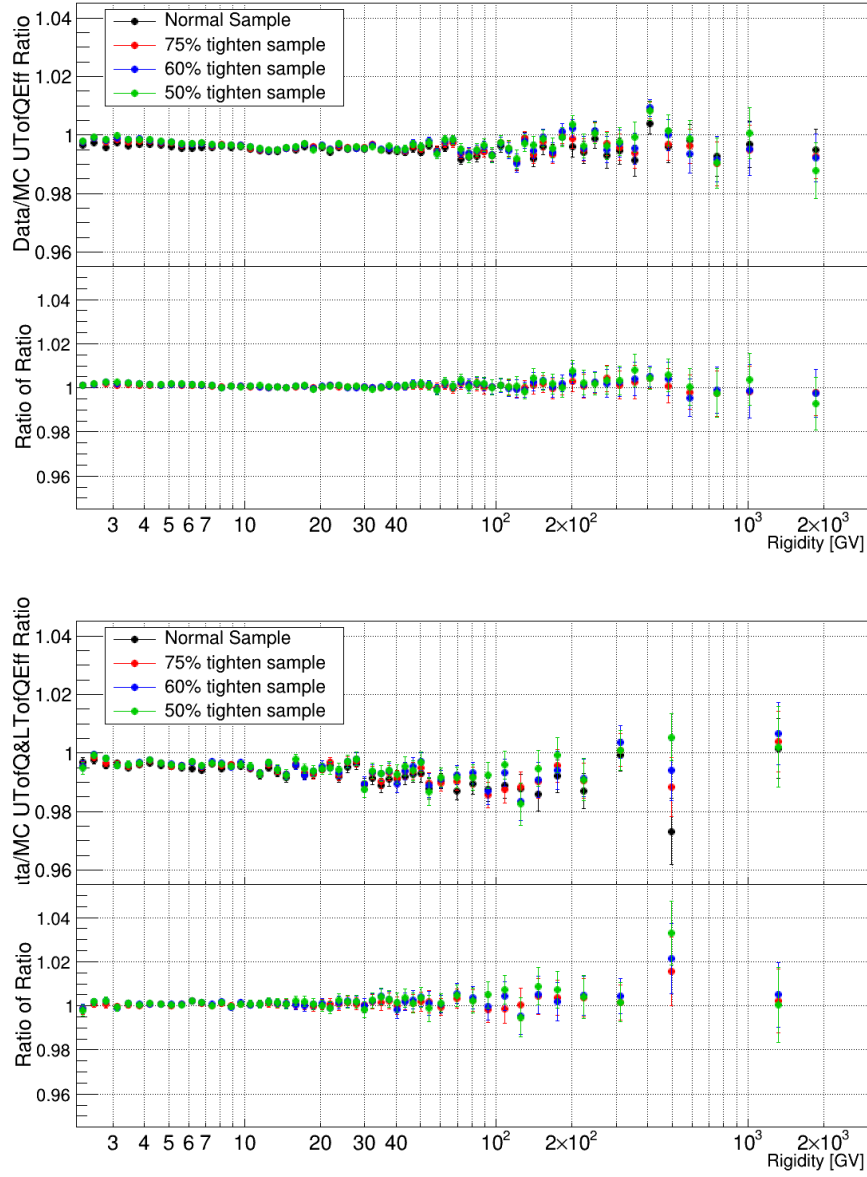 Data/MC UTofQEff Ratio
1.04
1.02
1
0.98
0.96
Normal Sample
75% tighten sample
60% tighten sample
50% tighten sample
Ratio of Ratio
1.04
1.02
1
0.98
0.96
3 4 5 6 7 10 20 30 40 10² 2×10² 10³ 2×10³
Rigidity [GV]
ta/MC UTofQ&LTofQEff Ratio
1.04
1.02
1
0.98
0.96
Normal Sample
75% tighten sample
60% tighten sample
50% tighten sample
Ratio of Ratio
1.04
1.02
1
0.98
0.96
3 4 5 6 7 10 20 30 40 10² 2×10² 10³ 2×10³
Rigidity [GV]